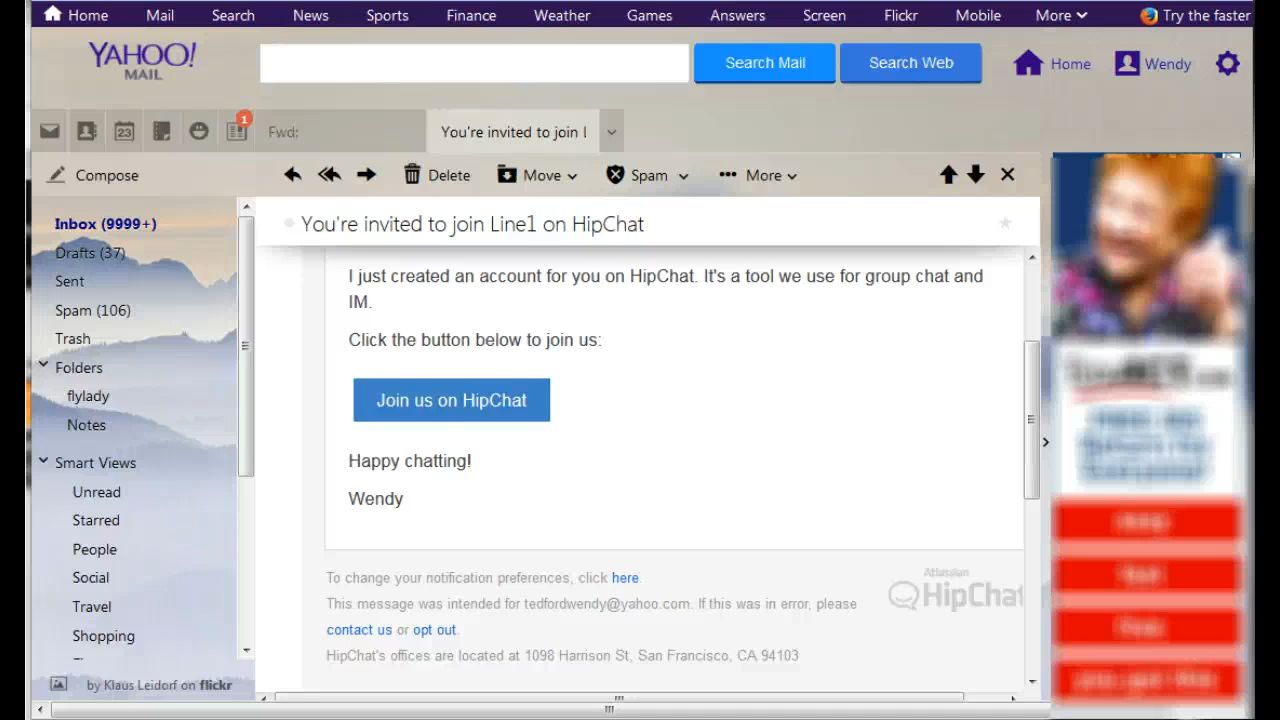 Home Mail Search News Sports Finance Weather Games Answers Screen Flickr Mobile More Try the faster
YAHOO!
MAIL
Search Mail Search Web Home Wendy
23 1 Fwd: You're invited to join
Compose Delete Move Spam More
You're invited to join Line1 on HipChat
Inbox (9999+)
Drafts (37)
Sent
Spam (106)
Trash
Folders
flylady
Notes
Smart Views
Unread
Starred
People
Social
Travel
Shopping
by Klaus Leidorf on flickr
I just created an account for you on HipChat. It's a tool we use for group chat and
IM.
Click the button below to join us:
Join us on HipChat
Happy chatting!
Wendy
To change your notification preferences, click here.
This message was intended for tedfordwendy@yahoo.com. If this was in error, please
contact us or opt out.
HipChat's offices are located at 1098 Harrison St, San Francisco, CA 94103
Atlassian
HipChat